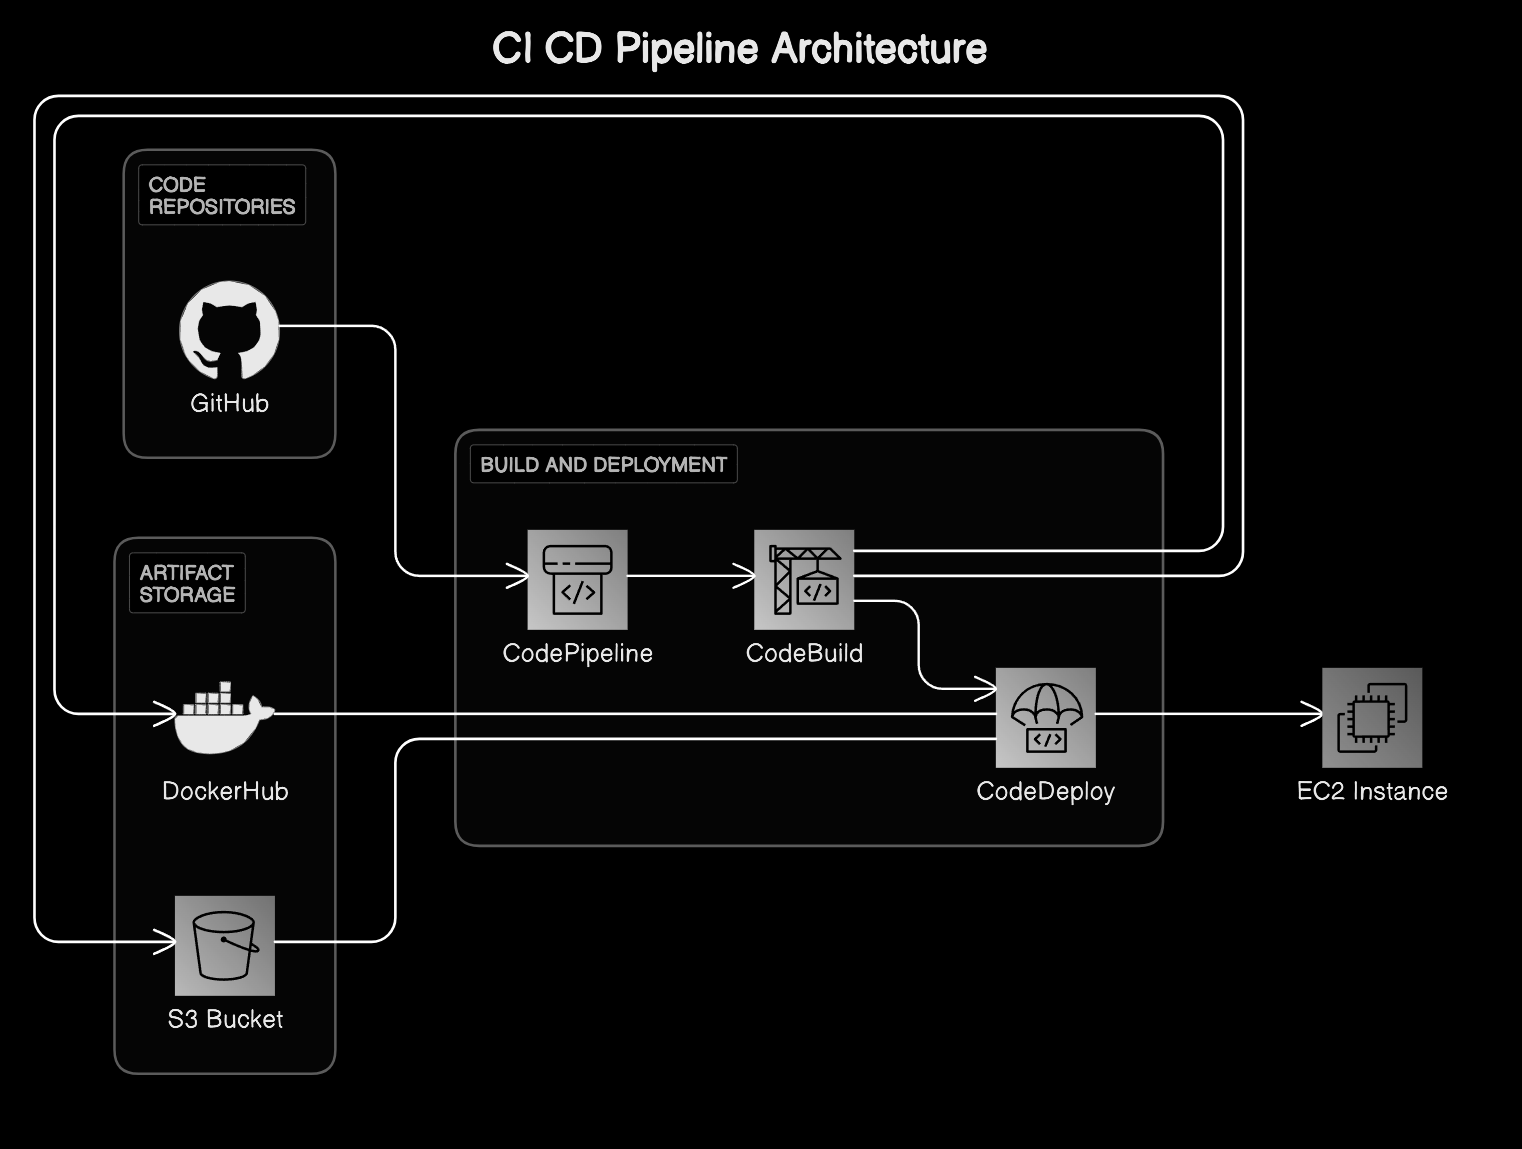 CI CD Pipeline Architecture
CODE
REPOSITORIES
GitHub
BUILD AND DEPLOYMENT
CodePipeline
CodeBuild
CodeDeploy
EC2 Instance
ARTIFACT
STORAGE
DockerHub
S3 Bucket